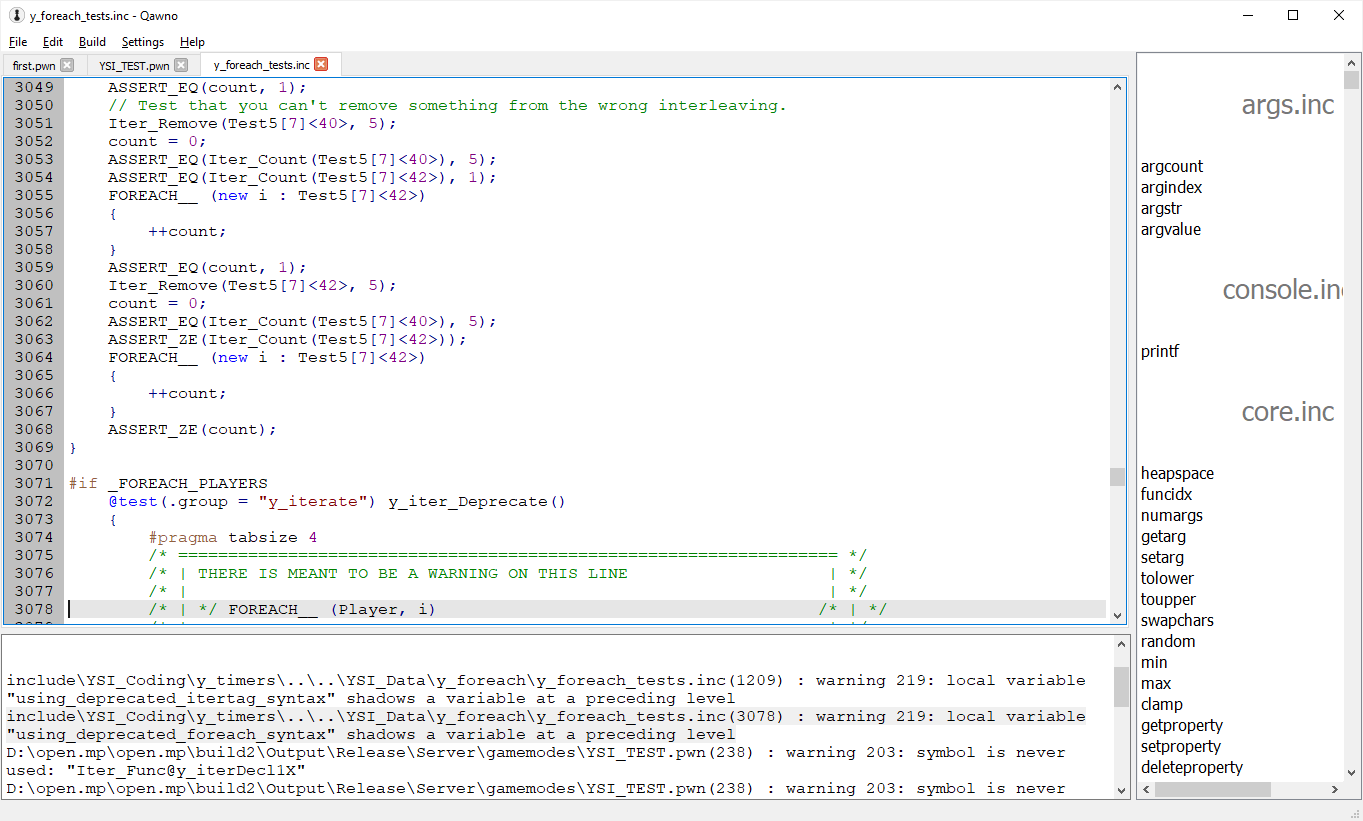 y_foreach_tests.inc - Qawno
File Edit Build Settings Help
first.pwn YSI_TEST.pwn y_foreach_tests.inc
3049 ASSERT_EQ(count, 1);
3050 // Test that you can't remove something from the wrong interleaving.
3051 Iter_Remove(Test5[7]<40>, 5);
3052 count = 0;
3053 ASSERT_EQ(Iter_Count(Test5[7]<40>), 5);
3054 ASSERT_EQ(Iter_Count(Test5[7]<42>), 1);
3055 FOREACH__ (new i : Test5[7]<42>)
3056 {
3057 ++count;
3058 }
3059 ASSERT_EQ(count, 1);
3060 Iter_Remove(Test5[7]<42>, 5);
3061 count = 0;
3062 ASSERT_EQ(Iter_Count(Test5[7]<40>), 5);
3063 ASSERT_ZE(Iter_Count(Test5[7]<42>));
3064 FOREACH__ (new i : Test5[7]<42>)
3065 {
3066 ++count;
3067 }
3068 ASSERT_ZE(count);
3069 }
3070
3071 #if _FOREACH_PLAYERS
3072 @test(.group = "y_iterate") y_iter_Deprecate()
3073 {
3074 #pragma tabsize 4
3075 /* ================================================================== */
3076 /* | THERE IS MEANT TO BE A WARNING ON THIS LINE | */
3077 /* | | */
3078 /* | */ FOREACH__ (Player, i) /* | */
include\YSI_Coding\y_timers\..\..\YSI_Data\y_foreach\y_foreach_tests.inc(1209) : warning 219: local variable
"using_deprecated_itertag_syntax" shadows a variable at a preceding level
include\YSI_Coding\y_timers\..\..\YSI_Data\y_foreach\y_foreach_tests.inc(3078) : warning 219: local variable
"using_deprecated_foreach_syntax" shadows a variable at a preceding level
D:\open.mp\open.mp\build2\Output\Release\Server\gamemodes\YSI_TEST.pwn(238) : warning 203: symbol is never
used: "Iter_Func@y_iterDecl1X"
D:\open.mp\open.mp\build2\Output\Release\Server\gamemodes\YSI_TEST.pwn(238) : warning 203: symbol is never
args.inc
argcount
argindex
argstr
argvalue
console.in
printf
core.inc
heapspace
funcidx
numargs
getarg
setarg
tolower
toupper
swapchars
random
min
max
clamp
getproperty
setproperty
deleteproperty